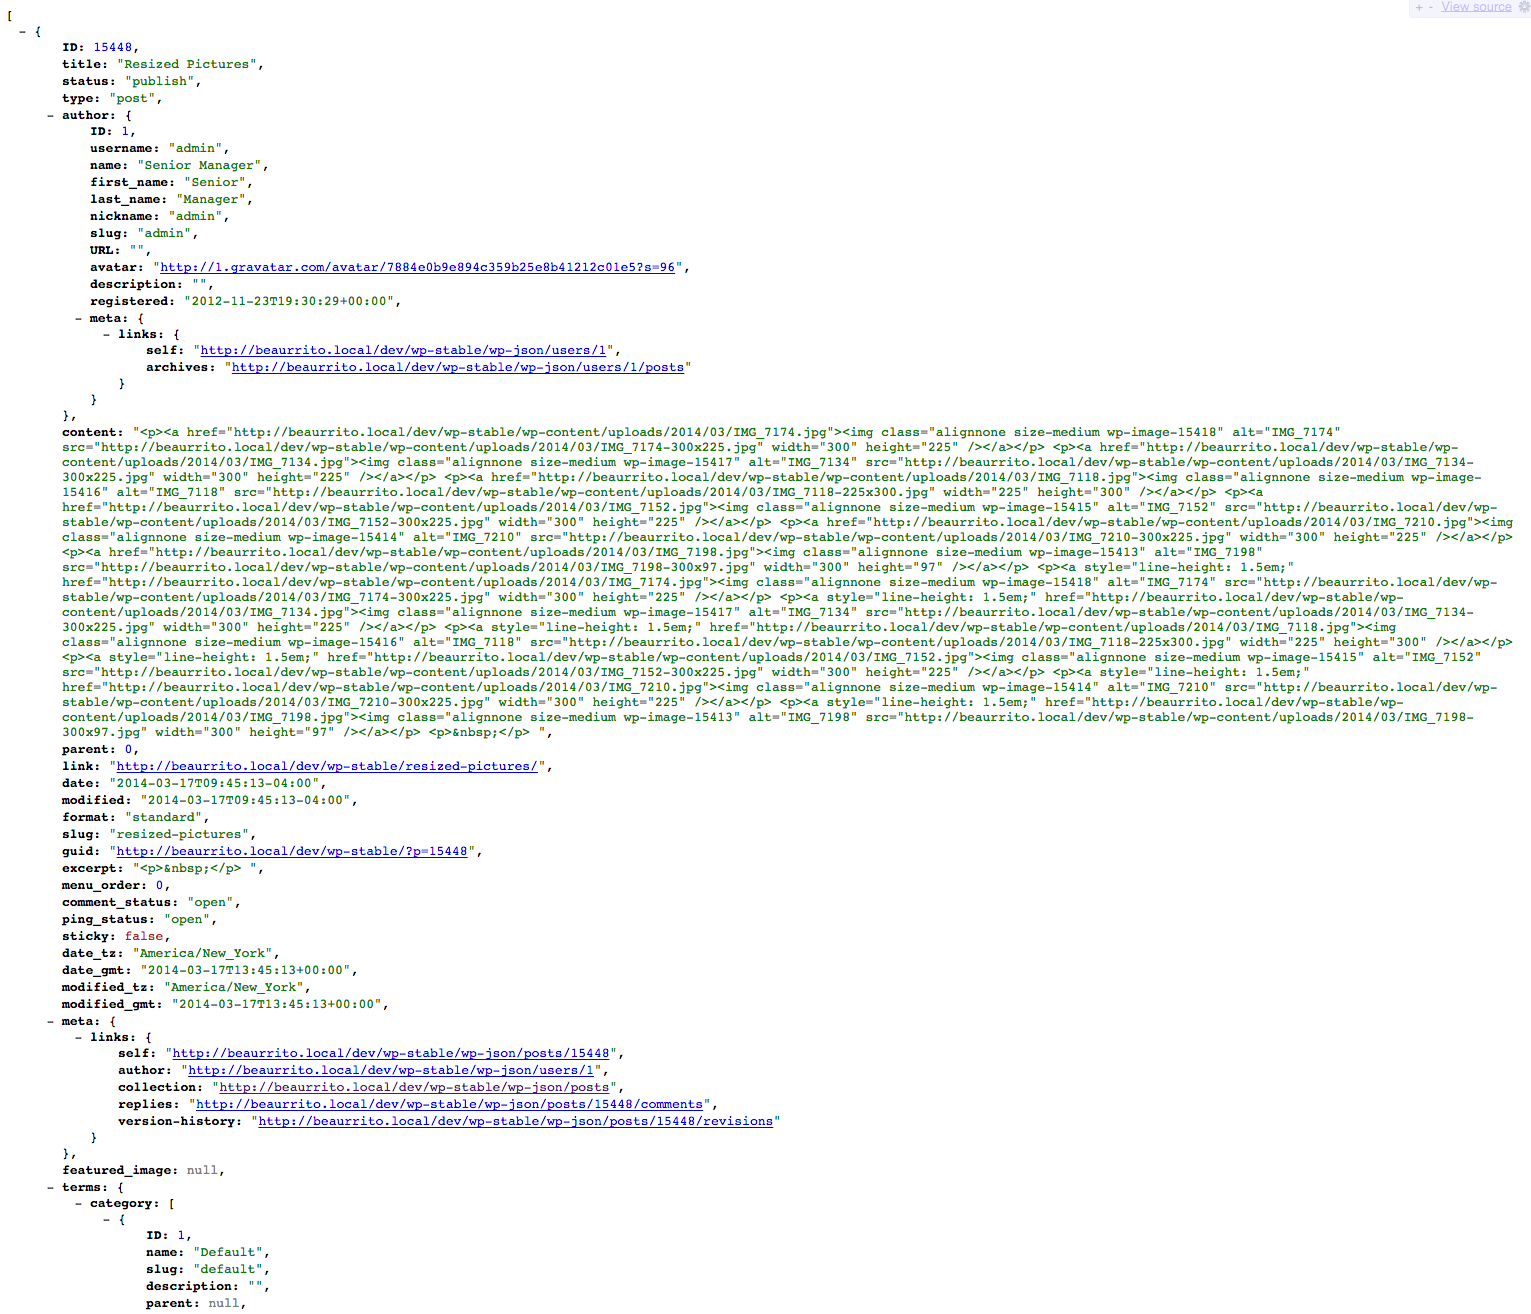 + - View source
[
- {
ID: 15448,
title: "Resized Pictures",
status: "publish",
type: "post",
- author: {
ID: 1,
username: "admin",
name: "Senior Manager",
first_name: "Senior",
last_name: "Manager",
nickname: "admin",
slug: "admin",
URL: "",
avatar: "http://1.gravatar.com/avatar/7884e0b9e894c359b25e8b41212c01e5?s=96",
description: "",
registered: "2012-11-23T19:30:29+00:00",
- meta: {
- links: {
self: "http://beaurrito.local/dev/wp-stable/wp-json/users/1",
archives: "http://beaurrito.local/dev/wp-stable/wp-json/users/1/posts"
}
}
},
content: "<p><a href="http://beaurrito.local/dev/wp-stable/wp-content/uploads/2014/03/IMG_7174.jpg"><img class="alignnone size-medium wp-image-15418" alt="IMG_7174"
src="http://beaurrito.local/dev/wp-stable/wp-content/uploads/2014/03/IMG_7174-300x225.jpg" width="300" height="225" /></a></p> <p><a href="http://beaurrito.local/dev/wp-stable/wp-
content/uploads/2014/03/IMG_7134.jpg"><img class="alignnone size-medium wp-image-15417" alt="IMG_7134" src="http://beaurrito.local/dev/wp-stable/wp-content/uploads/2014/03/IMG_7134-
300x225.jpg" width="300" height="225" /></a></p> <p><a href="http://beaurrito.local/dev/wp-stable/wp-content/uploads/2014/03/IMG_7118.jpg"><img class="alignnone size-medium wp-image-
15416" alt="IMG_7118" src="http://beaurrito.local/dev/wp-stable/wp-content/uploads/2014/03/IMG_7118-225x300.jpg" width="225" height="300" /></a></p> <p><a
href="http://beaurrito.local/dev/wp-stable/wp-content/uploads/2014/03/IMG_7152.jpg"><img class="alignnone size-medium wp-image-15415" alt="IMG_7152" src="http://beaurrito.local/dev/wp-
stable/wp-content/uploads/2014/03/IMG_7152-300x225.jpg" width="300" height="225" /></a></p> <p><a href="http://beaurrito.local/dev/wp-stable/wp-content/uploads/2014/03/IMG_7210.jpg"><img
class="alignnone size-medium wp-image-15414" alt="IMG_7210" src="http://beaurrito.local/dev/wp-stable/wp-content/uploads/2014/03/IMG_7210-300x225.jpg" width="300" height="225" /></a></p>
<p><a href="http://beaurrito.local/dev/wp-stable/wp-content/uploads/2014/03/IMG_7198.jpg"><img class="alignnone size-medium wp-image-15413" alt="IMG_7198"
src="http://beaurrito.local/dev/wp-stable/wp-content/uploads/2014/03/IMG_7198-300x97.jpg" width="300" height="97" /></a></p> <p><a style="line-height: 1.5em;"
href="http://beaurrito.local/dev/wp-stable/wp-content/uploads/2014/03/IMG_7174.jpg"><img class="alignnone size-medium wp-image-15418" alt="IMG_7174" src="http://beaurrito.local/dev/wp-
stable/wp-content/uploads/2014/03/IMG_7174-300x225.jpg" width="300" height="225" /></a></p> <p><a style="line-height: 1.5em;" href="http://beaurrito.local/dev/wp-stable/wp-
content/uploads/2014/03/IMG_7134.jpg"><img class="alignnone size-medium wp-image-15417" alt="IMG_7134" src="http://beaurrito.local/dev/wp-stable/wp-content/uploads/2014/03/IMG_7134-
300x225.jpg" width="300" height="225" /></a></p> <p><a style="line-height: 1.5em;" href="http://beaurrito.local/dev/wp-stable/wp-content/uploads/2014/03/IMG_7118.jpg"><img
class="alignnone size-medium wp-image-15416" alt="IMG_7118" src="http://beaurrito.local/dev/wp-stable/wp-content/uploads/2014/03/IMG_7118-225x300.jpg" width="225" height="300" /></a></p>
<p><a style="line-height: 1.5em;" href="http://beaurrito.local/dev/wp-stable/wp-content/uploads/2014/03/IMG_7152.jpg"><img class="alignnone size-medium wp-image-15415" alt="IMG_7152"
src="http://beaurrito.local/dev/wp-stable/wp-content/uploads/2014/03/IMG_7152-300x225.jpg" width="300" height="225" /></a></p> <p><a style="line-height: 1.5em;"
href="http://beaurrito.local/dev/wp-stable/wp-content/uploads/2014/03/IMG_7210.jpg"><img class="alignnone size-medium wp-image-15414" alt="IMG_7210" src="http://beaurrito.local/dev/wp-
stable/wp-content/uploads/2014/03/IMG_7210-300x225.jpg" width="300" height="225" /></a></p> <p><a style="line-height: 1.5em;" href="http://beaurrito.local/dev/wp-stable/wp-
content/uploads/2014/03/IMG_7198.jpg"><img class="alignnone size-medium wp-image-15413" alt="IMG_7198" src="http://beaurrito.local/dev/wp-stable/wp-content/uploads/2014/03/IMG_7198-
300x97.jpg" width="300" height="97" /></a></p> <p>&nbsp;</p> ",
parent: 0,
link: "http://beaurrito.local/dev/wp-stable/resized-pictures/",
date: "2014-03-17T09:45:13-04:00",
modified: "2014-03-17T09:45:13-04:00",
format: "standard",
slug: "resized-pictures",
guid: "http://beaurrito.local/dev/wp-stable/?p=15448",
excerpt: "<p>&nbsp;</p> ",
menu_order: 0,
comment_status: "open",
ping_status: "open",
sticky: false,
date_tz: "America/New_York",
date_gmt: "2014-03-17T13:45:13+00:00",
modified_tz: "America/New_York",
modified_gmt: "2014-03-17T13:45:13+00:00",
- meta: {
- links: {
self: "http://beaurrito.local/dev/wp-stable/wp-json/posts/15448",
author: "http://beaurrito.local/dev/wp-stable/wp-json/users/1",
collection: "http://beaurrito.local/dev/wp-stable/wp-json/posts",
replies: "http://beaurrito.local/dev/wp-stable/wp-json/posts/15448/comments",
version-history: "http://beaurrito.local/dev/wp-stable/wp-json/posts/15448/revisions"
}
},
featured_image: null,
- terms: {
- category: [
- {
ID: 1,
name: "Default",
slug: "default",
description: "",
parent: null,